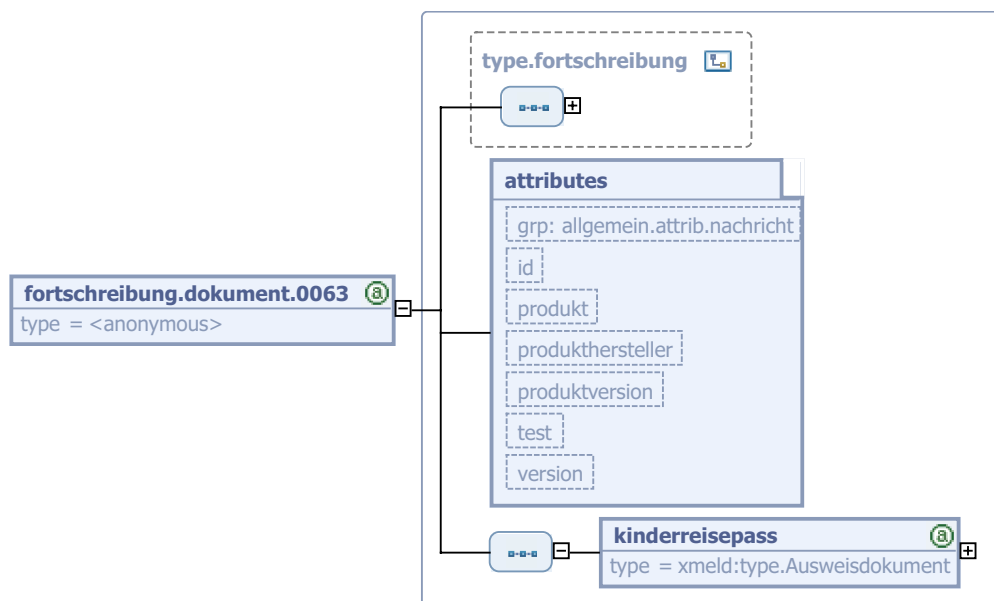 type.fortschreibung
attributes
grp: allgemein.attrib.nachricht
id
produkt
produkthersteller
produktversion
test
version
fortschreibung.dokument.0063 @
type = <anonymous>
kinderreisepass @
type = xmeld:type.Ausweisdokument